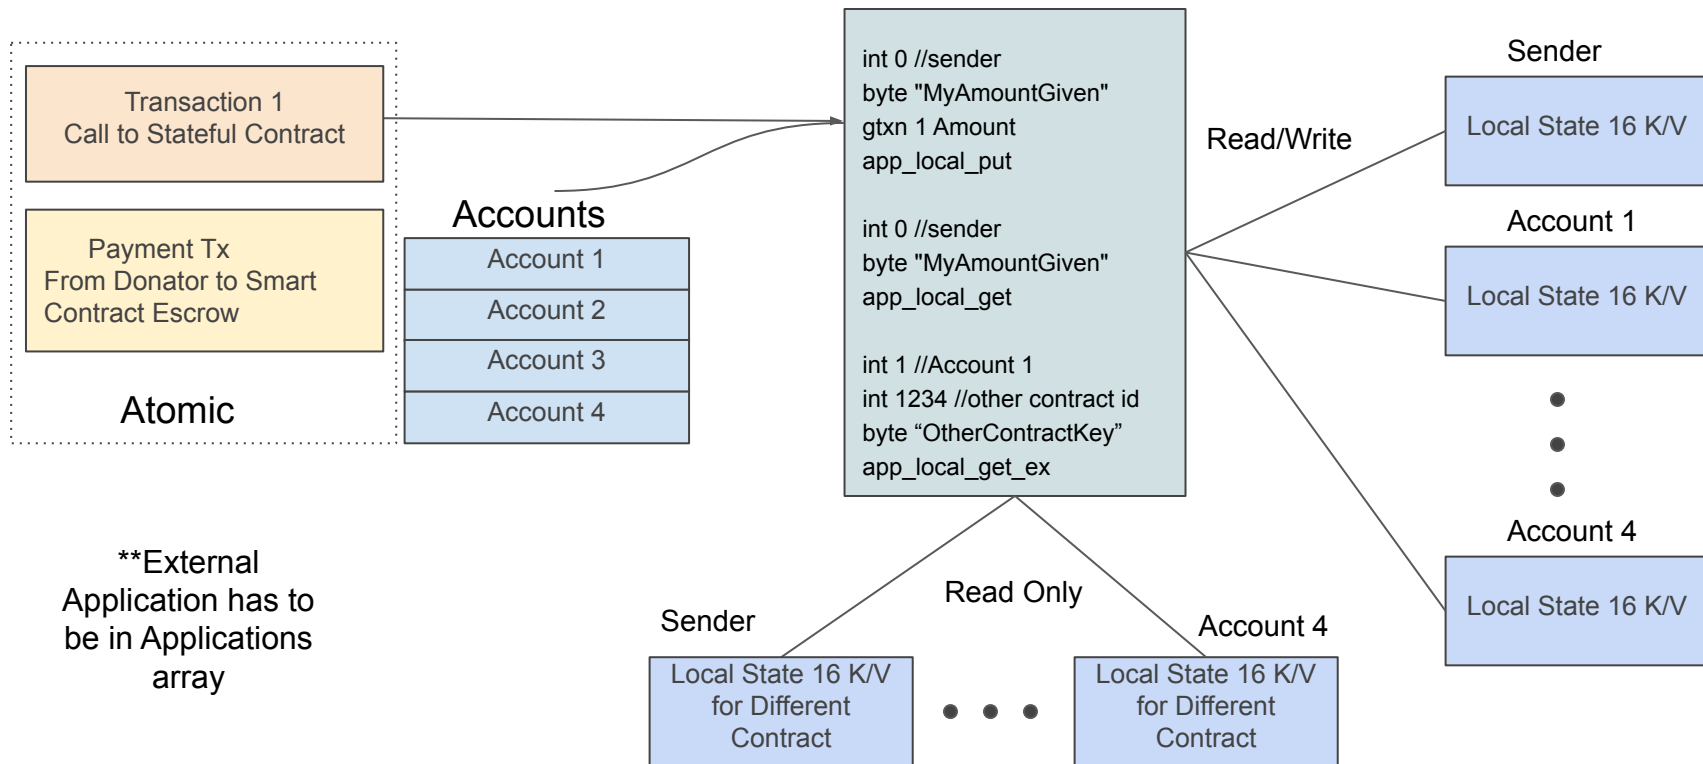 Transaction 1
Call to Stateful Contract
Payment Tx
From Donator to Smart
Contract Escrow
Atomic
Accounts
Account 1
Account 2
Account 3
Account 4
**External
Application has to
be in Applications
array
int 0 //sender
byte "MyAmountGiven"
gtxn 1 Amount
app_local_put
int 0 //sender
byte "MyAmountGiven"
app_local_get
int 1 //Account 1
int 1234 //other contract id
byte “OtherContractKey”
app_local_get_ex
Read/Write
Sender
Local State 16 K/V
Account 1
Local State 16 K/V
Account 4
Local State 16 K/V
Read Only
Sender
Local State 16 K/V
for Different
Contract
Account 4
Local State 16 K/V
for Different
Contract